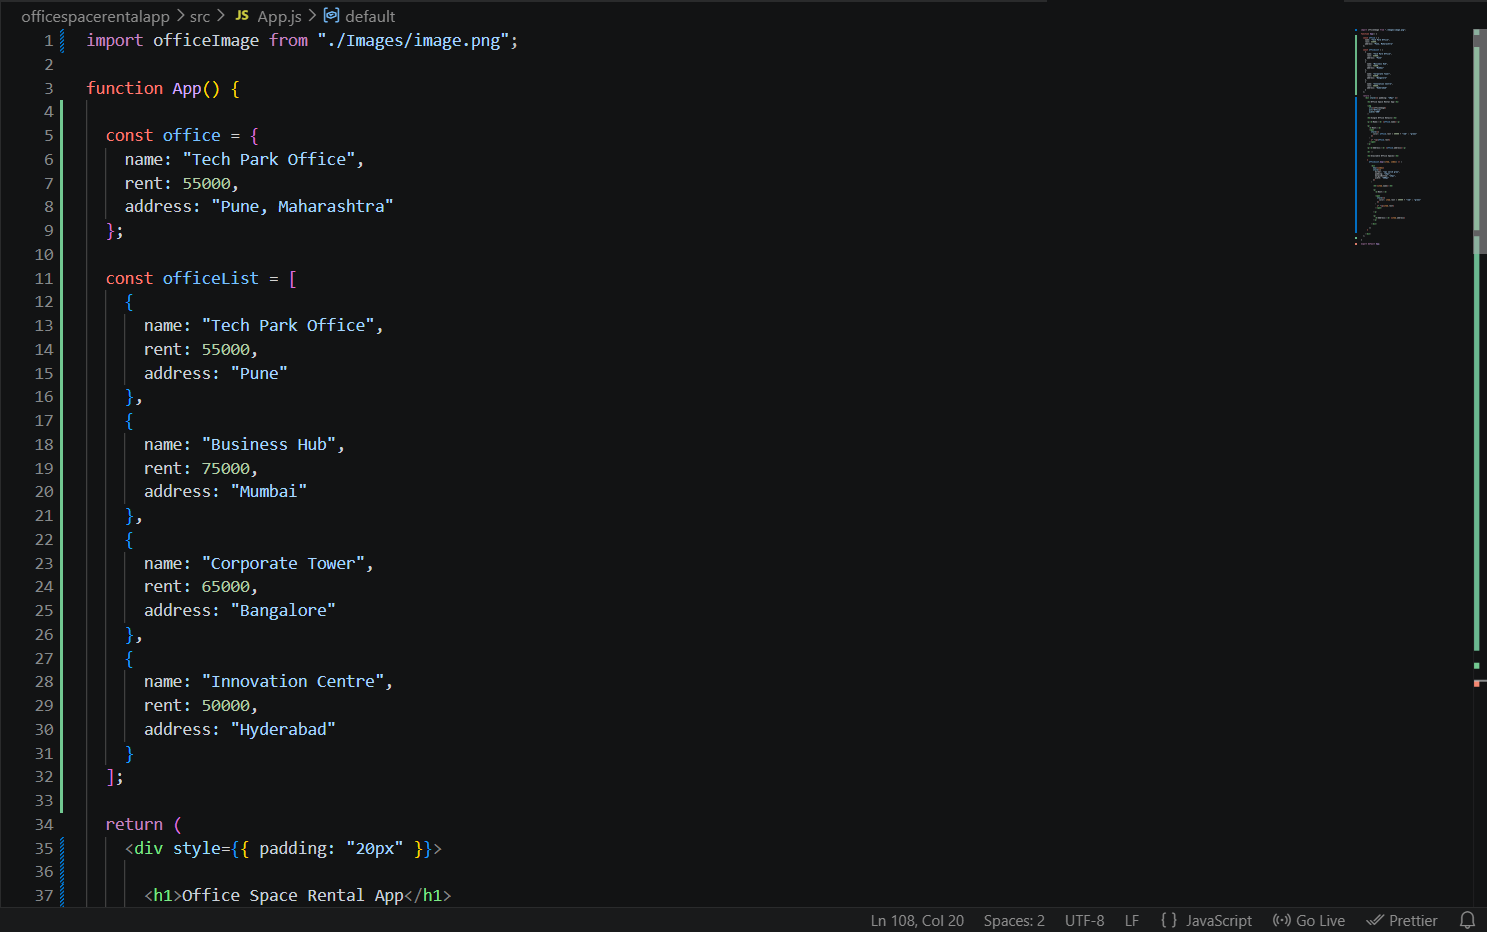 officespacerentalapp > src > JS App.js > default
1 import officeImage from "./Images/image.png";
2
3 function App() {
4
5   const office = {
6     name: "Tech Park Office",
7     rent: 55000,
8     address: "Pune, Maharashtra"
9   };
10
11   const officeList = [
12     {
13       name: "Tech Park Office",
14       rent: 55000,
15       address: "Pune"
16     },
17     {
18       name: "Business Hub",
19       rent: 75000,
20       address: "Mumbai"
21     },
22     {
23       name: "Corporate Tower",
24       rent: 65000,
25       address: "Bangalore"
26     },
27     {
28       name: "Innovation Centre",
29       rent: 50000,
30       address: "Hyderabad"
31     }
32   ];
33
34   return (
35     <div style={{ padding: "20px" }}>
36
37       <h1>Office Space Rental App</h1>
Ln 108, Col 20 Spaces: 2 UTF-8 LF {} JavaScript Go Live Prettier